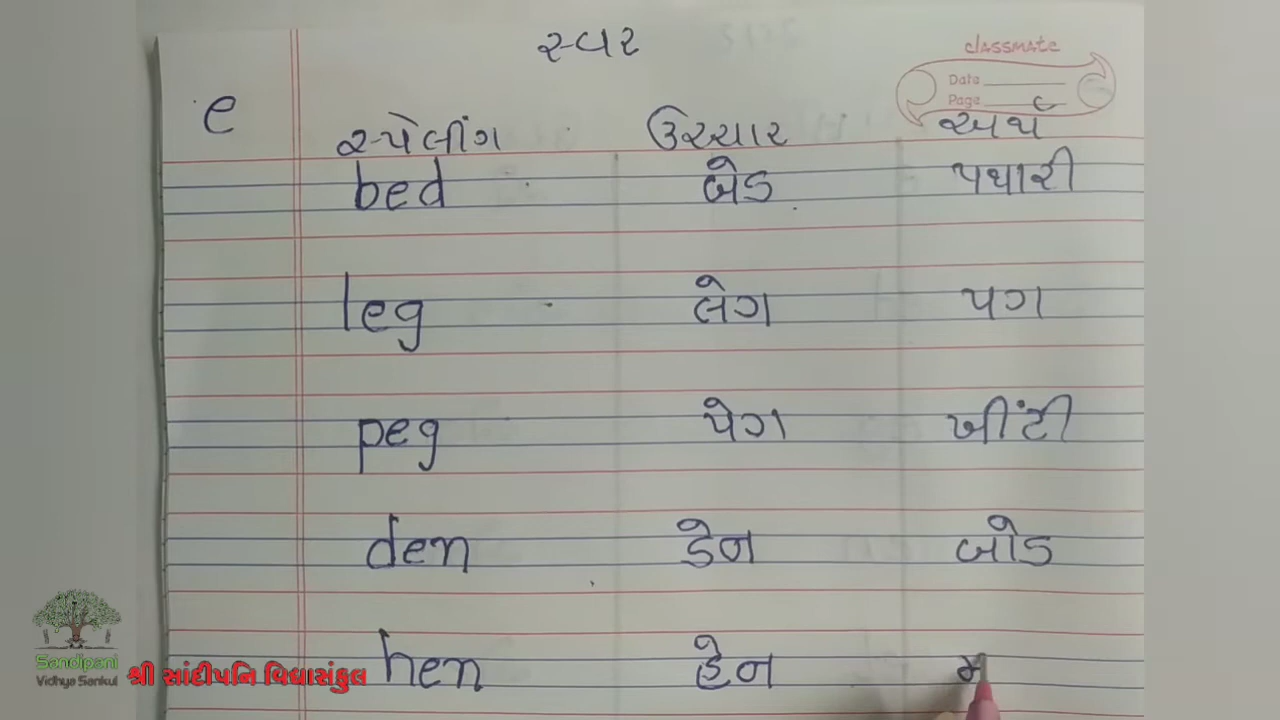 સ્વર
classmate
Date
Page
e
સ્પેલીંગ ઉચ્ચાર અર્થ
bed બેડ પથારી
leg લેગ પગ
peg પેગ ખીંટી
den ડેન બોડ
hen હેન મ
Sandipani
Vidhya Sankul
શ્રી સાંદીપનિ વિદ્યાસંકુલ